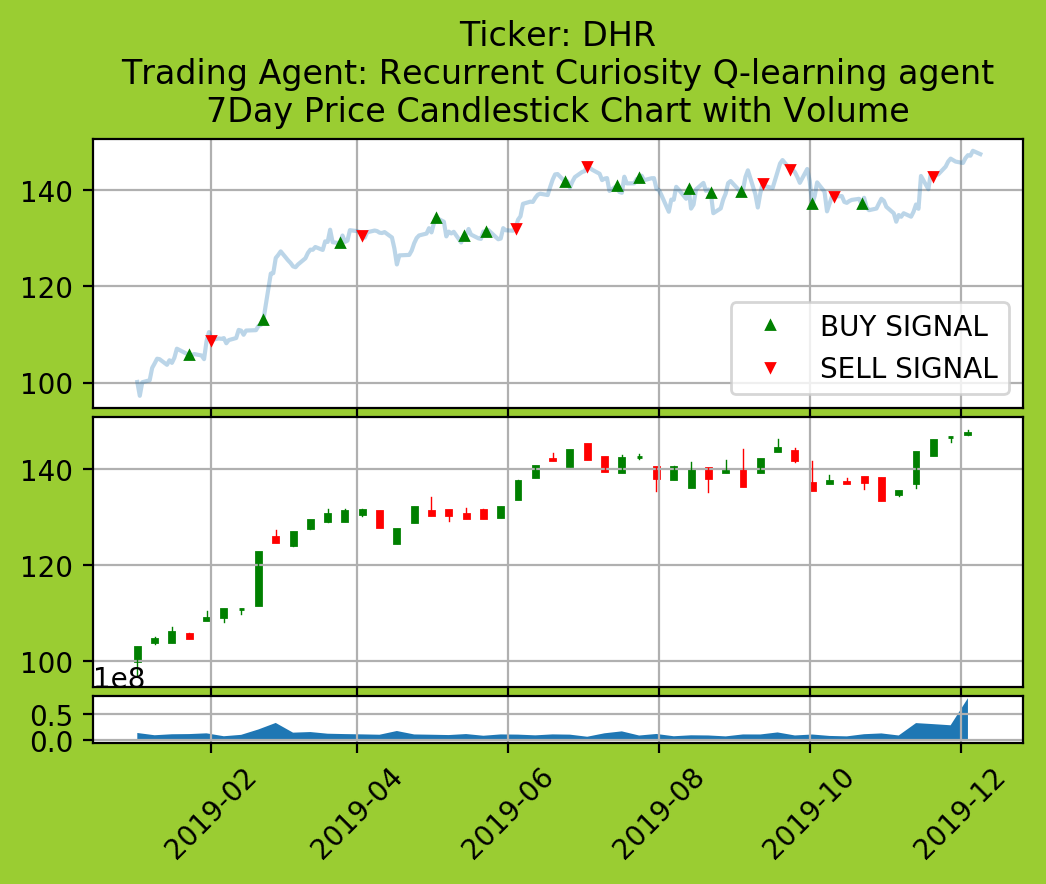 Ticker: DHR
Trading Agent: Recurrent Curiosity Q-learning agent
7Day Price Candlestick Chart with Volume
140
120
100
BUY SIGNAL
SELL SIGNAL
140
120
100
1e8
0.5
0.0
2019-02
2019-04
2019-06
2019-08
2019-10
2019-12